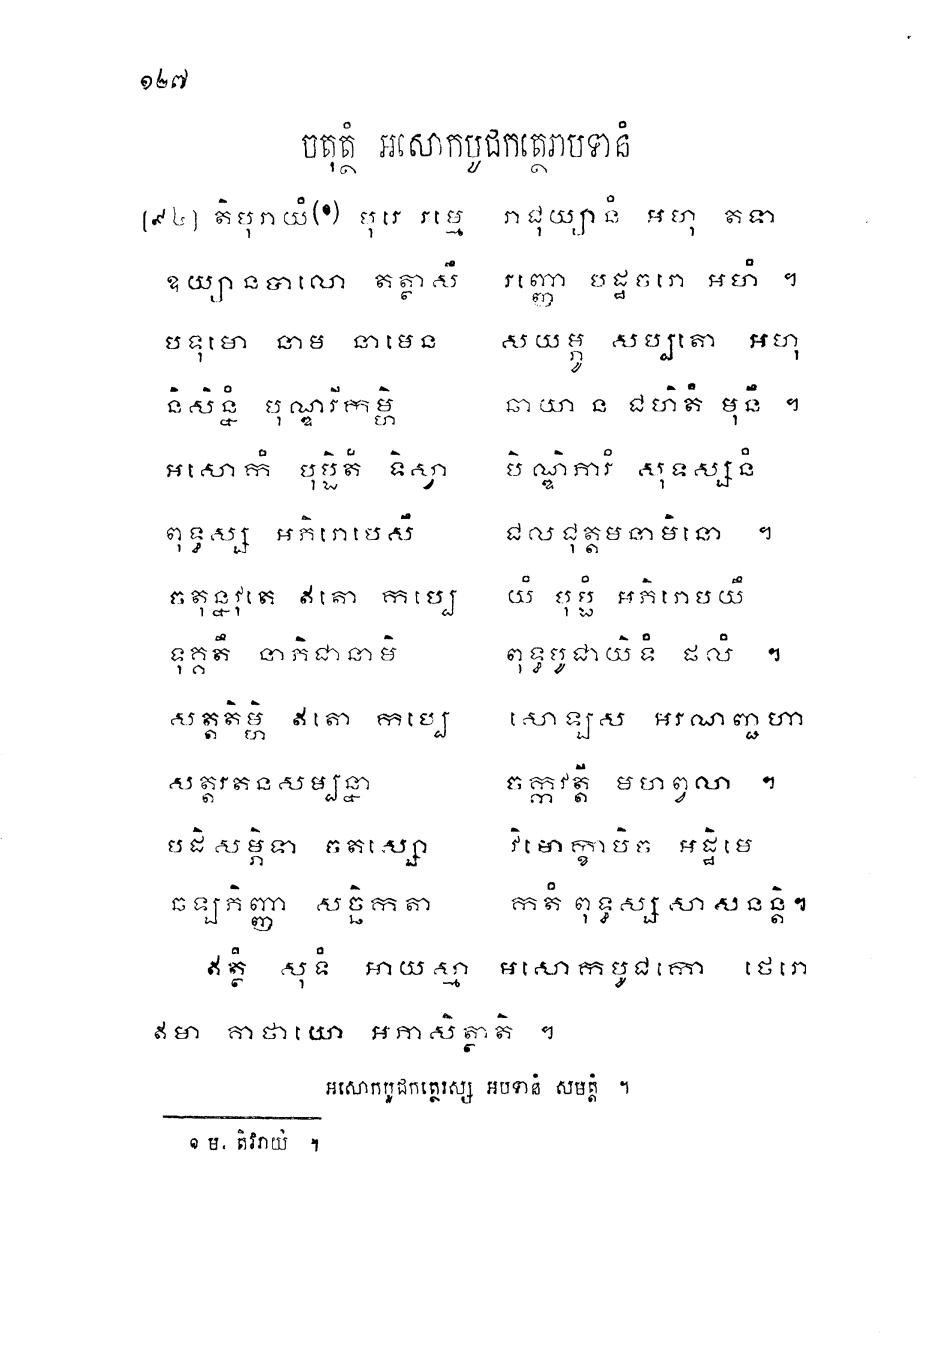 ១២៧
ចតុត្ថំ អសោកបូជកត្ថេរាបទានំ
[៩៤] តិបុរាយំ(១) បុរេ រម្មេ រាជុយ្យានំ អហុ តទា
ឧយ្យានបាលោ តត្ថាសឹ រញ្ញោ បដ្ឋចរោ អហំ ។
បទុមោ នាម នាមេន សយម្ភូ សប្បតោ អហុ
និសិន្នំ បុណ្ឌរីកម្ហិ ឆាយា ន ជហិតំ មុនឹ ។
អសោកំ បុប្ផិតំ ទិស្វា បិណ្ឌិការំ សុទស្សនំ
ពុទ្ធស្ស អភិរោបេសឹ ជលជុត្តមនាមិនោ ។
ចតុន្នវុតេ ឥតោ កប្បេ យំ បុប្ផំ អភិរោបយឹ
ទុគ្គតឹ នាភិជានាមិ ពុទ្ធបូជាយិទំ ផលំ ។
សត្តតិម្ហិ ឥតោ កប្បេ សោឡស អរណញ្ជហា
សត្តរតនសម្បន្នា ចក្កវត្តី មហព្វលា ។
បដិសម្ភិទា ចតស្សោ វិមោក្ខាបិច អដ្ឋិមេ
ឆឡភិញ្ញា សច្ឆិកតា កតំ ពុទ្ធស្ស សាសនន្តិ។
ឥត្ថំ សុទំ អាយស្មា អសោកបូជកោ ថេរោ
ឥមា គាថាយោ អភាសិត្ថាតិ ។
អសោកបូជកត្ថេរស្ស អបទានំ សមត្តំ ។
១ ម. តិវរាយំ ។